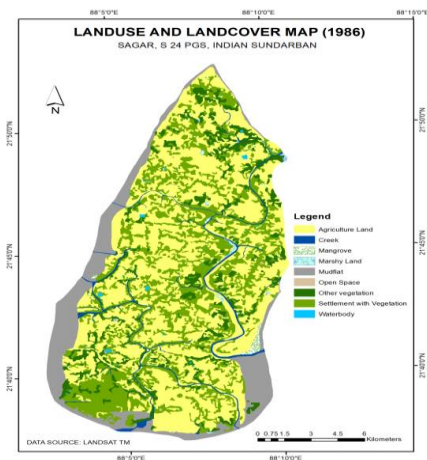 88°5'0"E 88°10'0"E 88°15'0"E
LANDUSE AND LANDCOVER MAP (1986)
SAGAR, S 24 PGS, INDIAN SUNDARBAN
N
21°50'0"N 21°50'0"N
21°45'0"N 21°45'0"N
21°40'0"N 21°40'0"N
Legend
Agriculture Land
Creek
Mangrove
Marshy Land
Mudflat
Open Space
Other vegetation
Settlement with Vegetation
Waterbody
DATA SOURCE: LANDSAT TM
0 0.75 1.5 3 4.5 6
Kilometers
88°5'0"E 88°10'0"E